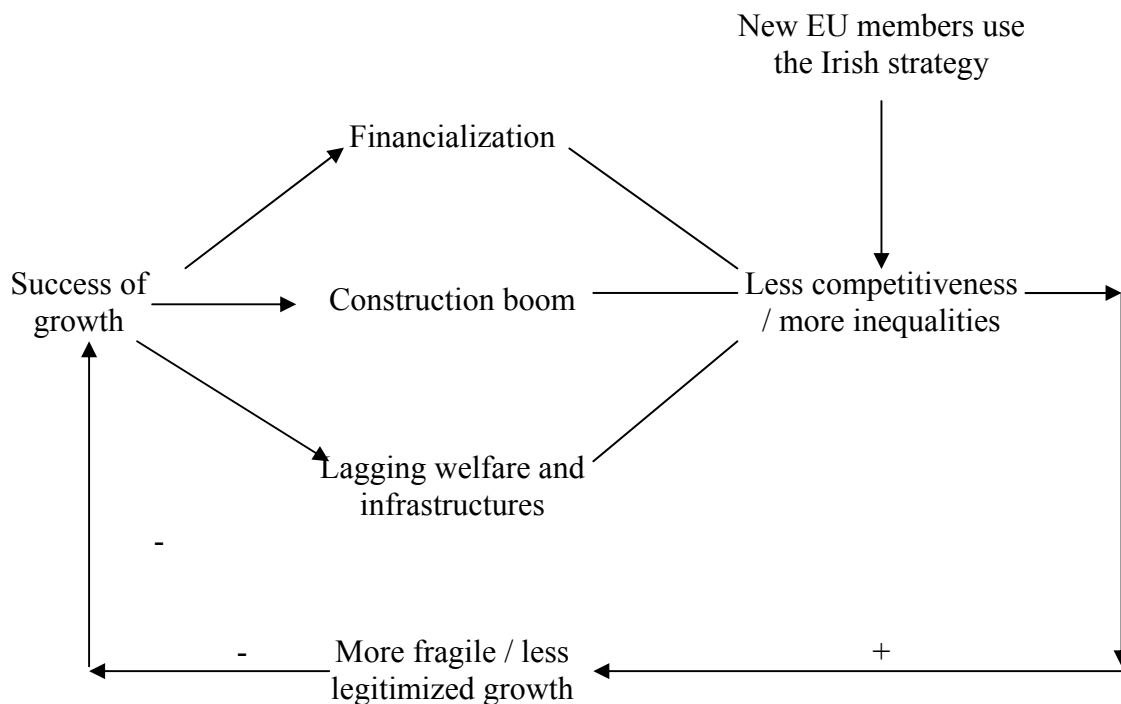 New EU members use
the Irish strategy
Financialization
Success of
growth
Construction boom
Less competitiveness
/ more inequalities
Lagging welfare and
infrastructures
-
-
More fragile / less
legitimized growth
+